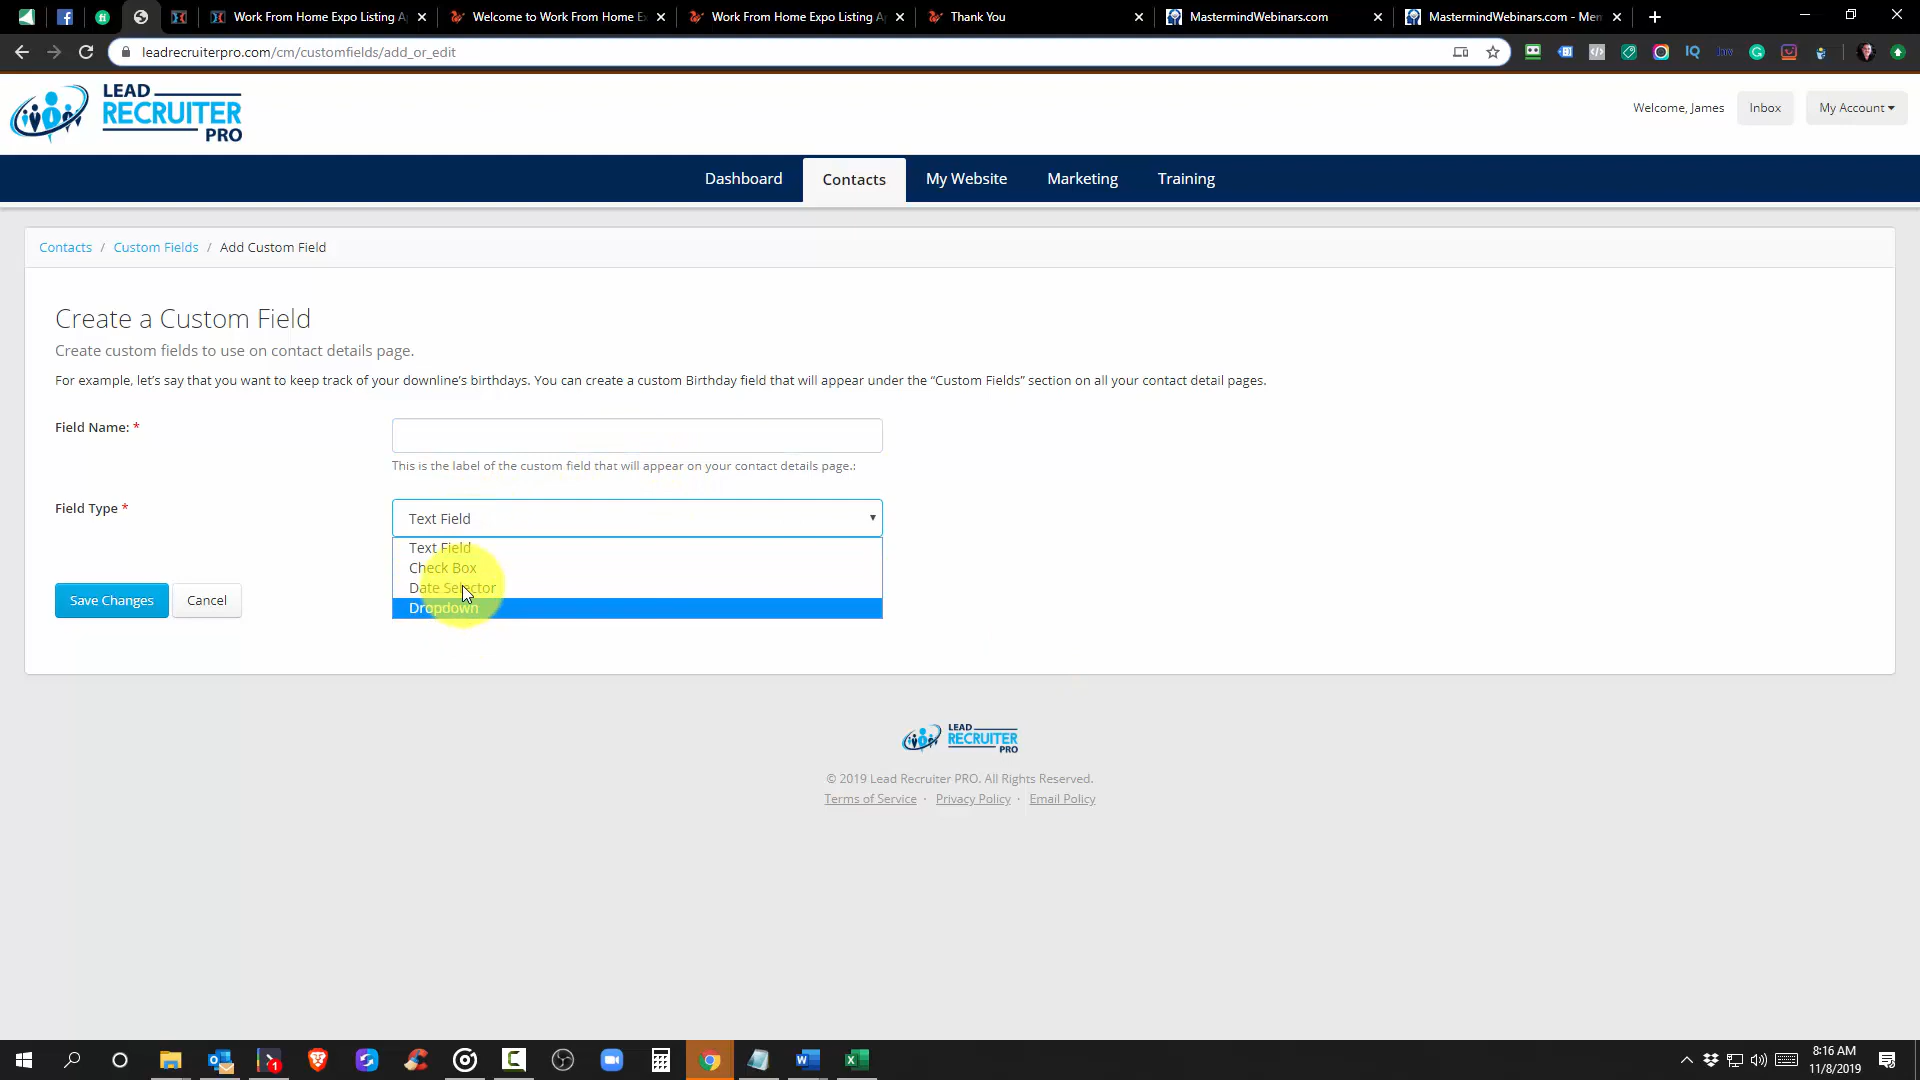 Work From Home Expo Listing A
Welcome to Work From Home E
Work From Home Expo Listing A
Thank You
MastermindWebinars.com
MastermindWebinars.com - Mem
leadrecruiterpro.com/cm/customfields/add_or_edit
LEAD
RECRUITER
PRO
Welcome, James
Inbox
My Account
Dashboard
Contacts
My Website
Marketing
Training
Contacts / Custom Fields / Add Custom Field
Create a Custom Field
Create custom fields to use on contact details page.
For example, let's say that you want to keep track of your downline's birthdays. You can create a custom Birthday field that will appear under the “Custom Fields” section on all your contact detail pages.
Field Name: *
This is the label of the custom field that will appear on your contact details page.:
Field Type *
Text Field
Text Field
Check Box
Date Selector
Dropdown
Save Changes
Cancel
LEAD
RECRUITER
PRO
© 2019 Lead Recruiter PRO. All Rights Reserved.
Terms of Service · Privacy Policy · Email Policy
8:16 AM
11/8/2019